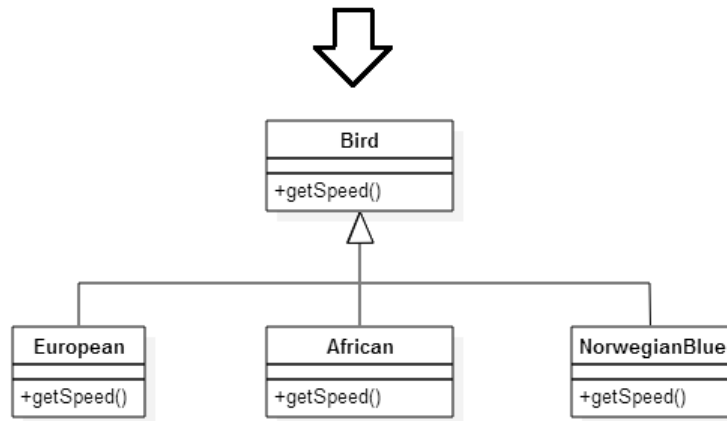 Bird
+getSpeed()
European
African
NorwegianBlue
+getSpeed()
+getSpeed()
+getSpeed()